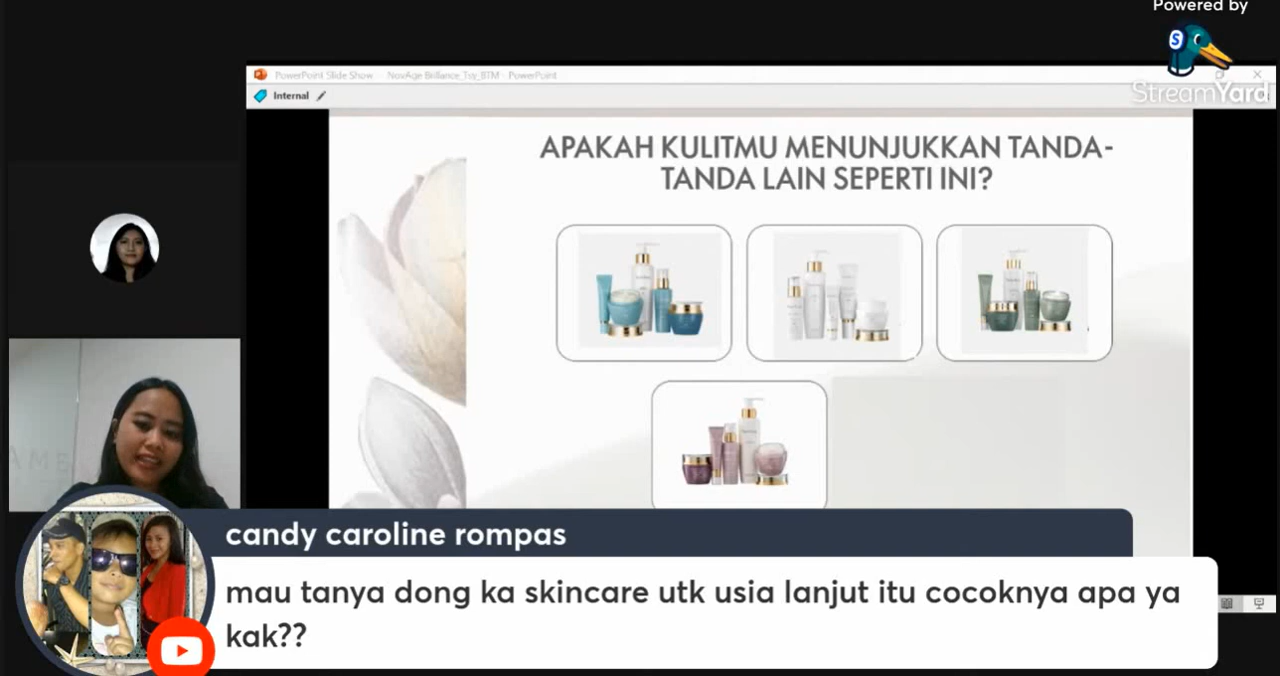 Powered by
StreamYard
PowerPoint Slide Show NovAge Brilliance_Tsy_BTM - PowerPoint
Internal
APAKAH KULITMU MENUNJUKKAN TANDA-
TANDA LAIN SEPERTI INI?
candy caroline rompas
mau tanya dong ka skincare utk usia lanjut itu cocoknya apa ya
kak??